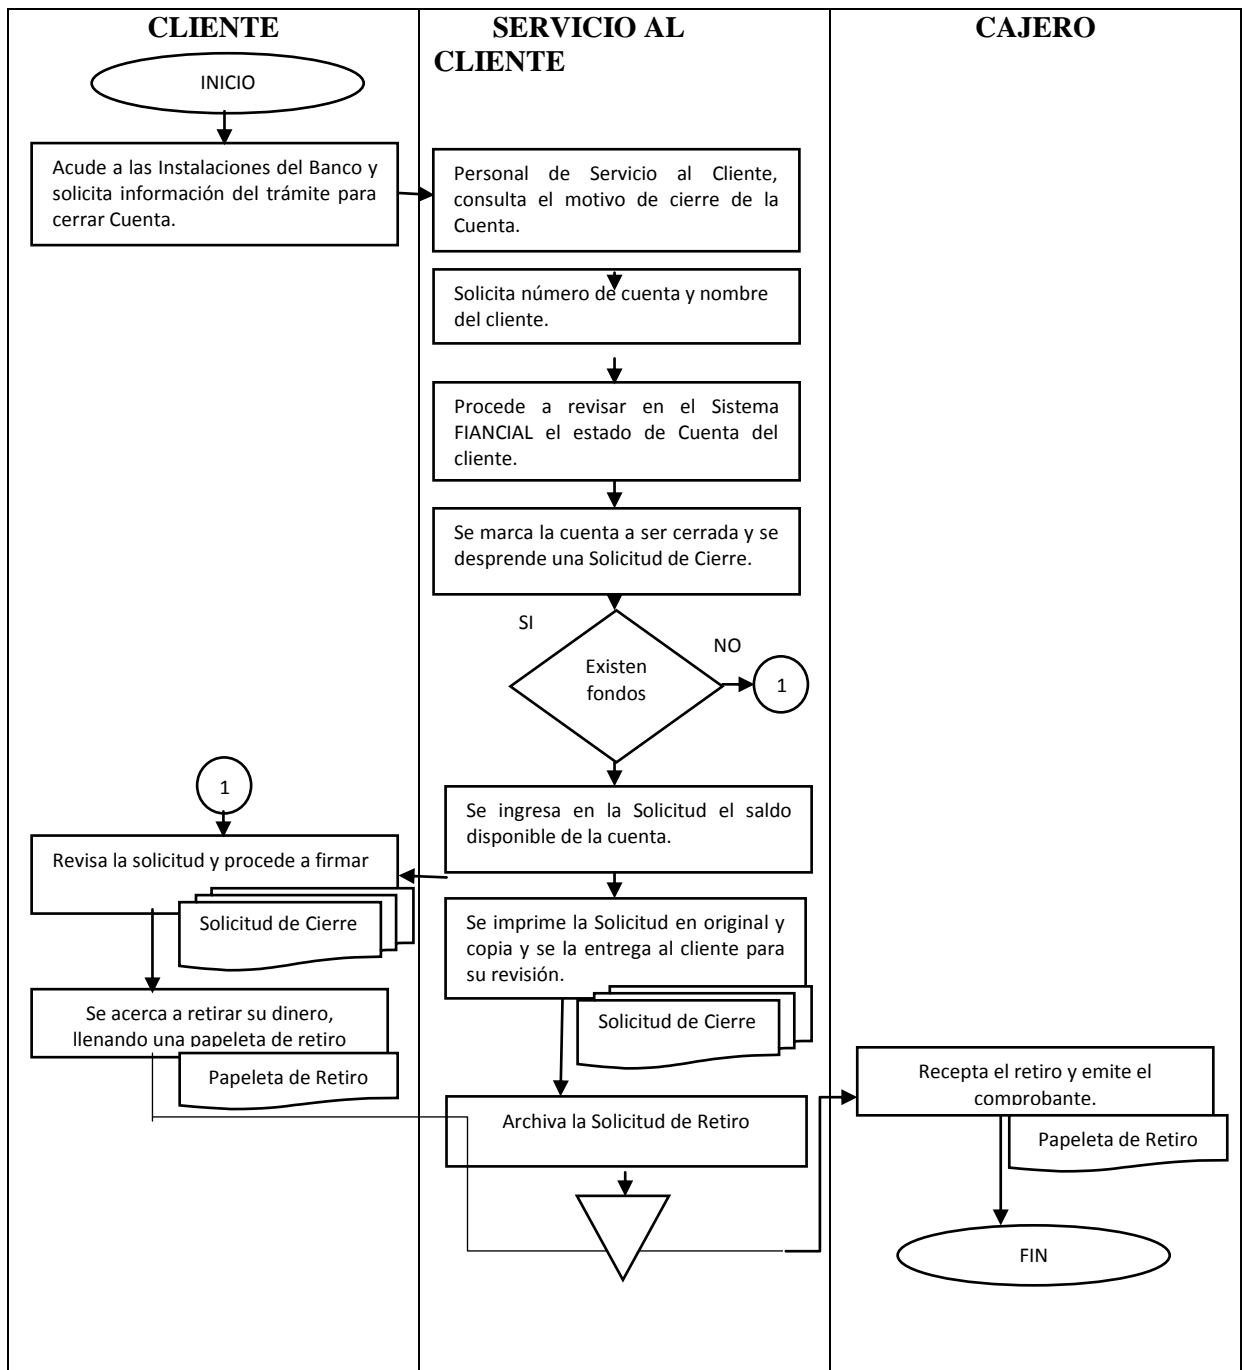 CLIENTE
SERVICIO AL
CLIENTE
CAJERO
INICIO
Acude a las Instalaciones del Banco y
solicita información del trámite para
cerrar Cuenta.
Personal de Servicio al Cliente,
consulta el motivo de cierre de la
Cuenta.
Solicita número de cuenta y nombre
del cliente.
Procede a revisar en el Sistema
FIANCIAL el estado de Cuenta del
cliente.
Se marca la cuenta a ser cerrada y se
desprende una Solicitud de Cierre.
SI
NO
Existen
fondos
1
1
Se ingresa en la Solicitud el saldo
disponible de la cuenta.
Revisa la solicitud y procede a firmar
Solicitud de Cierre
Se imprime la Solicitud en original y
copia y se la entrega al cliente para
su revisión.
Solicitud de Cierre
Se acerca a retirar su dinero,
llenando una papeleta de retiro
Papeleta de Retiro
Archiva la Solicitud de Retiro
Recepta el retiro y emite el
comprobante.
Papeleta de Retiro
FIN